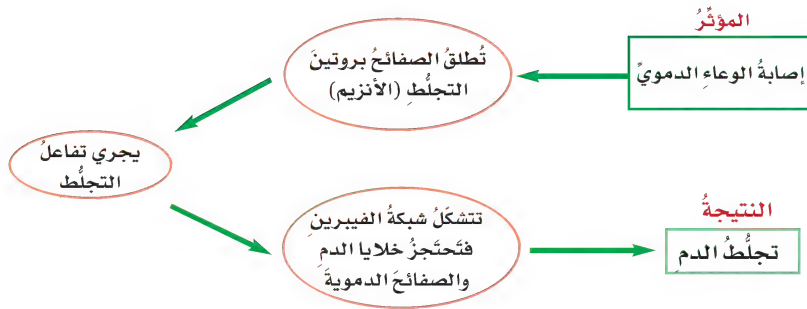 المؤثِّرُ
إصابةُ الوعاءِ الدمويِّ
تُطلقُ الصفائحُ بروتينَ
التجلُّطِ (الأنزيم)
يجري تفاعلُ
التجلُّط
تتشكّلُ شبكةُ الفيبرينِ
فتَحتَجزُ خلايا الدمِ
والصفائحَ الدمويةَ
النتيجةُ
تجلُّطُ الدمِ